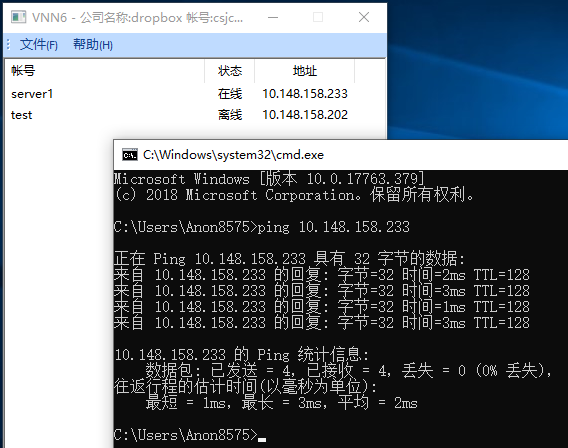 VNN6 - 公司名称:dropbox 帐号:csjc...
文件(F) 帮助(H)
帐号 状态 地址
server1 在线 10.148.158.233
test 离线 10.148.158.202
C:\Windows\system32\cmd.exe
Microsoft Windows [版本 10.0.17763.379]
(c) 2018 Microsoft Corporation。保留所有权利。
C:\Users\Anon8575>ping 10.148.158.233
正在 Ping 10.148.158.233 具有 32 字节的数据:
来自 10.148.158.233 的回复: 字节=32 时间=2ms TTL=128
来自 10.148.158.233 的回复: 字节=32 时间=3ms TTL=128
来自 10.148.158.233 的回复: 字节=32 时间=1ms TTL=128
来自 10.148.158.233 的回复: 字节=32 时间=3ms TTL=128
10.148.158.233 的 Ping 统计信息:
数据包: 已发送 = 4，已接收 = 4，丢失 = 0 (0% 丢失)，
往返行程的估计时间(以毫秒为单位):
最短 = 1ms，最长 = 3ms，平均 = 2ms
C:\Users\Anon8575>